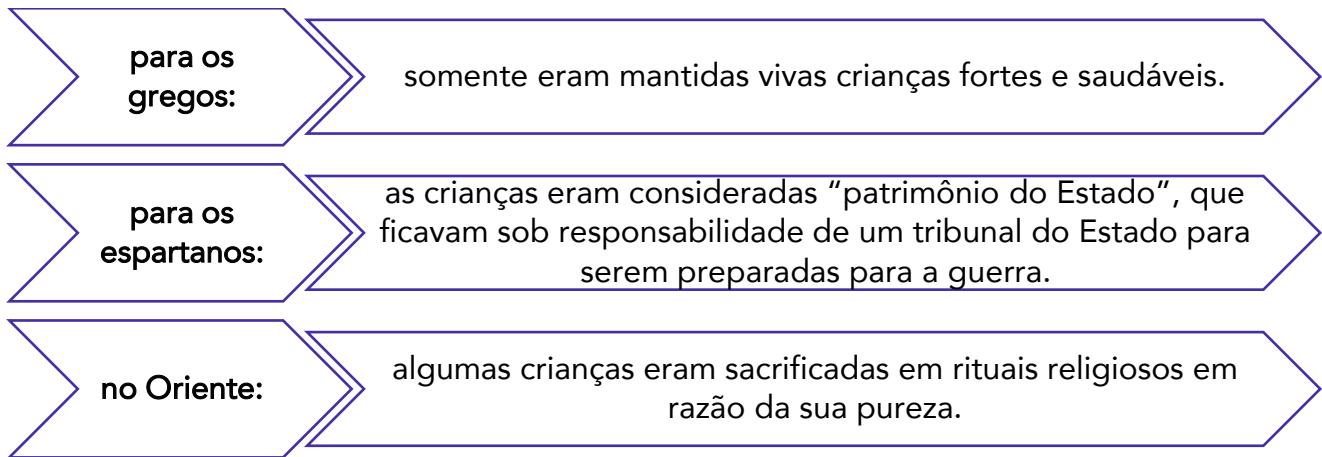 para os
gregos:
somente eram mantidas vivas crianças fortes e saudáveis.
para os
espartanos:
as crianças eram consideradas “patrimônio do Estado”, que
ficavam sob responsabilidade de um tribunal do Estado para
serem preparadas para a guerra.
no Oriente:
algumas crianças eram sacrificadas em rituais religiosos em
razão da sua pureza.